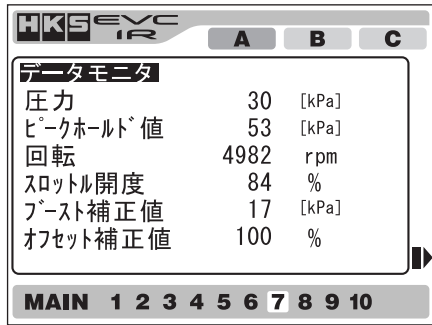 HKS EVC
IR
A B C
データモニタ
圧力 30 [kPa]
ﾋﾟｰｸﾎｰﾙﾄﾞ値 53 [kPa]
回転 4982 rpm
ｽﾛｯﾄﾙ開度 84 %
ﾌﾞｰｽﾄ補正値 17 [kPa]
ｵﾌｾｯﾄ補正値 100 %
MAIN 1 2 3 4 5 6 7 8 9 10